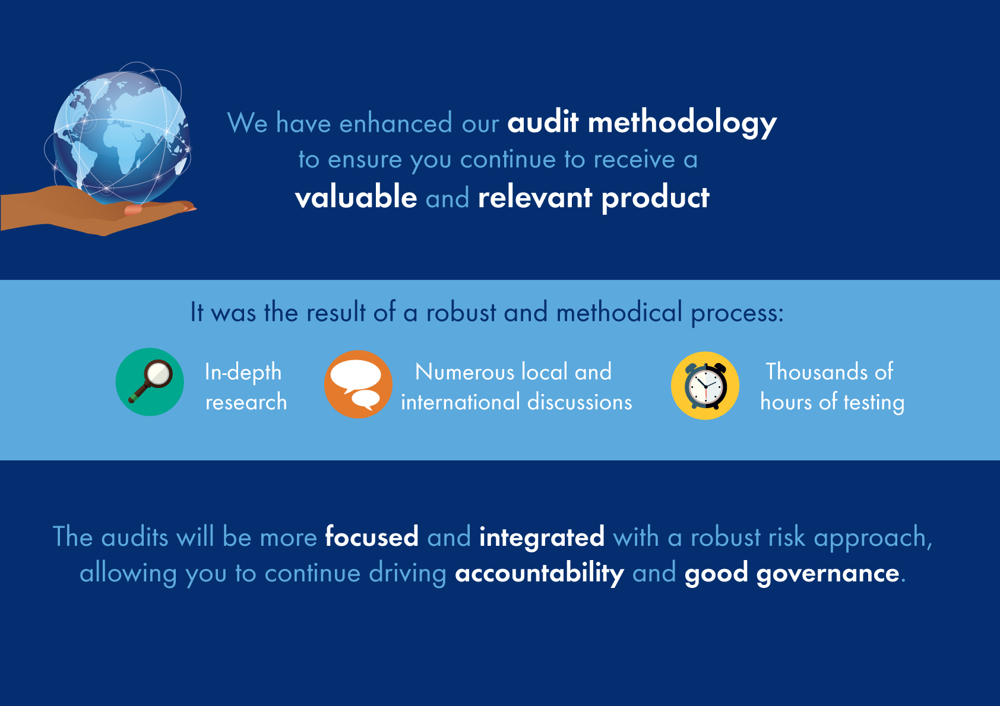 We have enhanced our audit methodology
to ensure you continue to receive a
valuable and relevant product
It was the result of a robust and methodical process:
In-depth
research
Numerous local and
international discussions
Thousands of
hours of testing
The audits will be more focused and integrated with a robust risk approach,
allowing you to continue driving accountability and good governance.